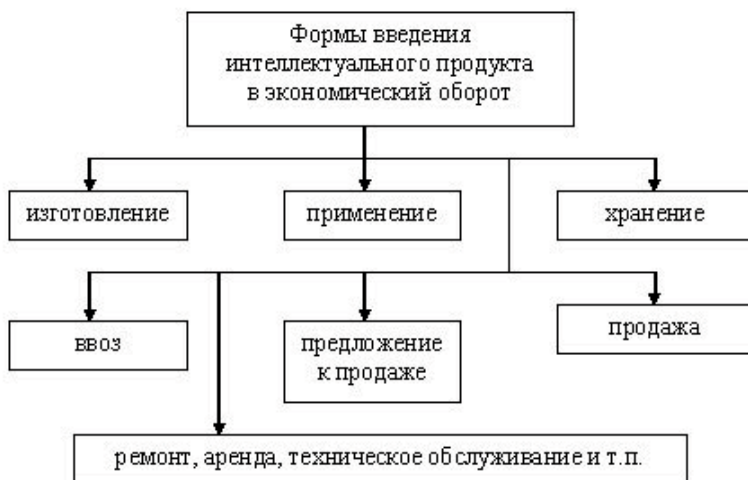 Формы введения
интеллектуального продукта
в экономический оборот
изготовление
применение
хранение
ввоз
предложение
к продаже
продажа
ремонт, аренда, техническое обслуживание и т.п.